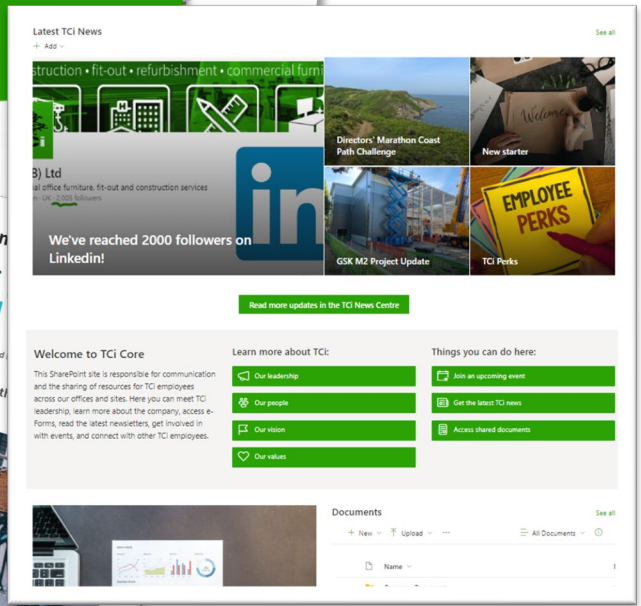 Latest TCi News
See all
+ Add
struction • fit-out • refurbishment • commercial furni
B) Ltd
ial office furniture, fit-out and construction services
UK · 2,003 followers
in
We've reached 2000 followers on
Linkedin!
Directors' Marathon Coast
Path Challenge
Welcome
New starter
GSK M2 Project Update
EMPLOYEE
PERKS
TCi Perks
Read more updates in the TCi News Centre
Welcome to TCi Core
This SharePoint site is responsible for communication
and the sharing of resources for TCi employees
across our offices and sites. Here you can meet TCi
leadership, learn more about the company, access e-
Forms, read the latest newsletters, get involved in
with events, and connect with other TCi employees.
Learn more about TCi:
Our leadership
Our people
Our vision
Our values
Things you can do here:
Join an upcoming event
Get the latest TCi news
Access shared documents
Documents
See all
+ New
Upload
···
All Documents
Name